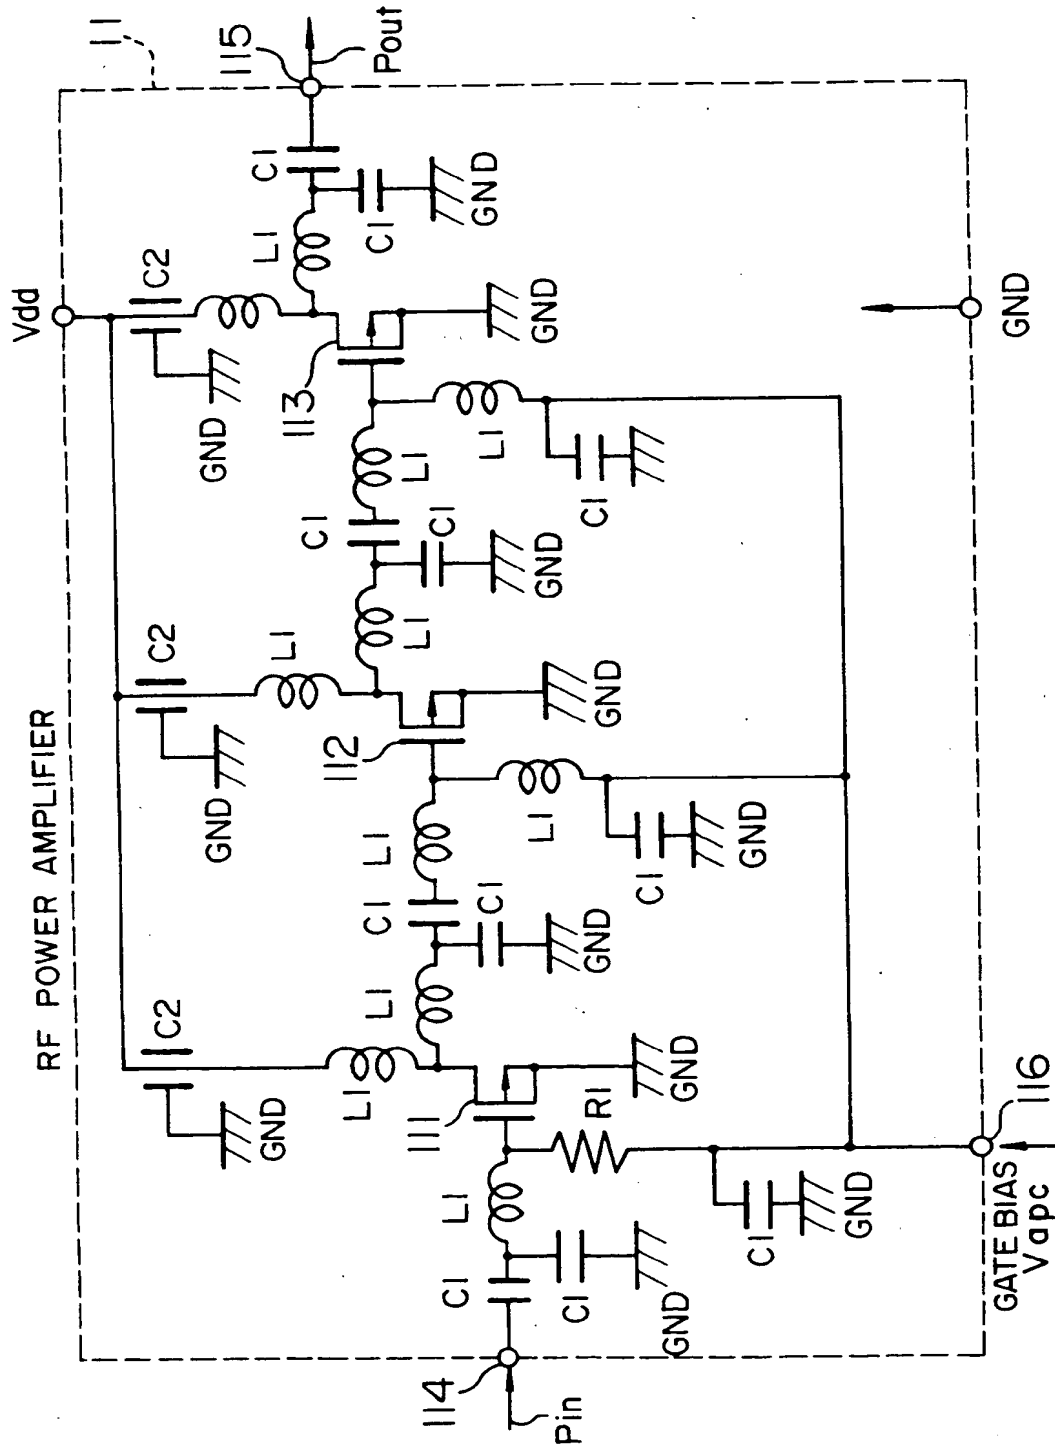 Vdd
RF POWER AMPLIFIER
11
C2
C2
C2
GND
GND
GND
115
L1
L1
C1
113
C1
112
L1
L1
C1
L1
C1
Pout
111
L1
L1
114
C1
C1
L1
C1
L1
GND
L1
GND
GND
Pin
C1
R1
GND
GND
C1
C1
GND
GND
GND
C1
GND
GATE BIAS
Vapc
116
GND